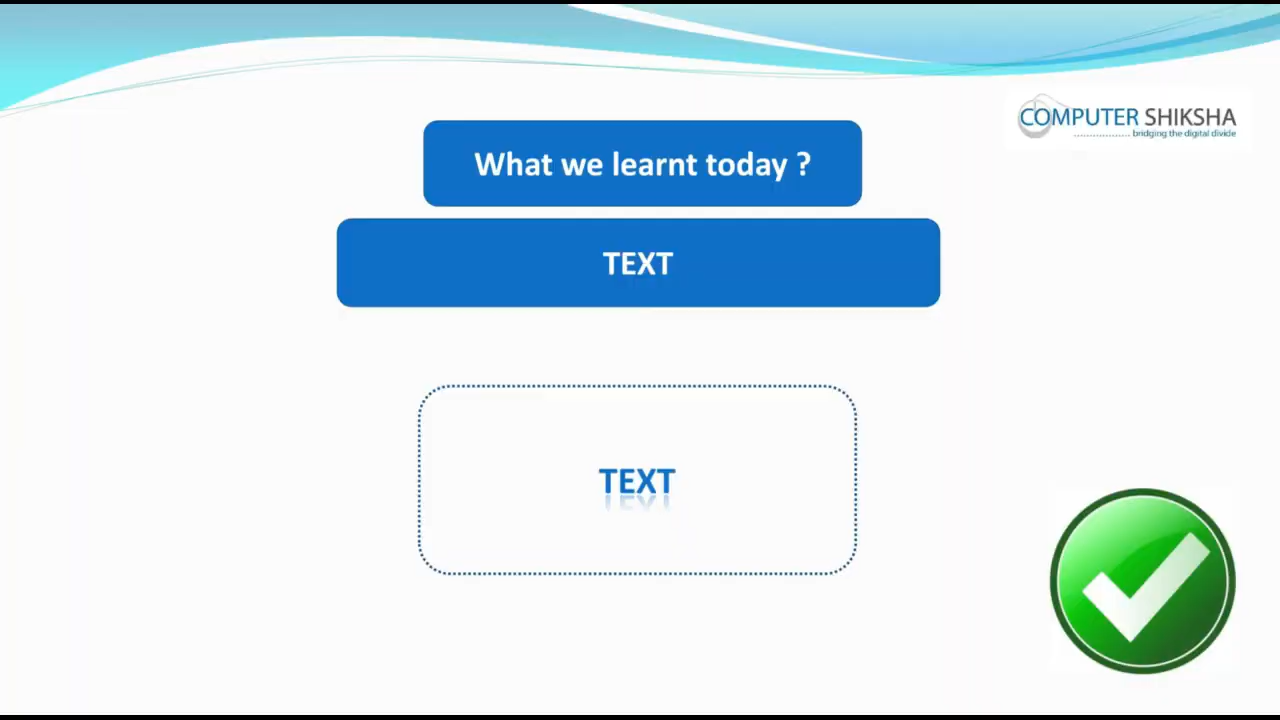 COMPUTER SHIKSHA
bridging the digital divide
What we learnt today ?
TEXT
TEXT